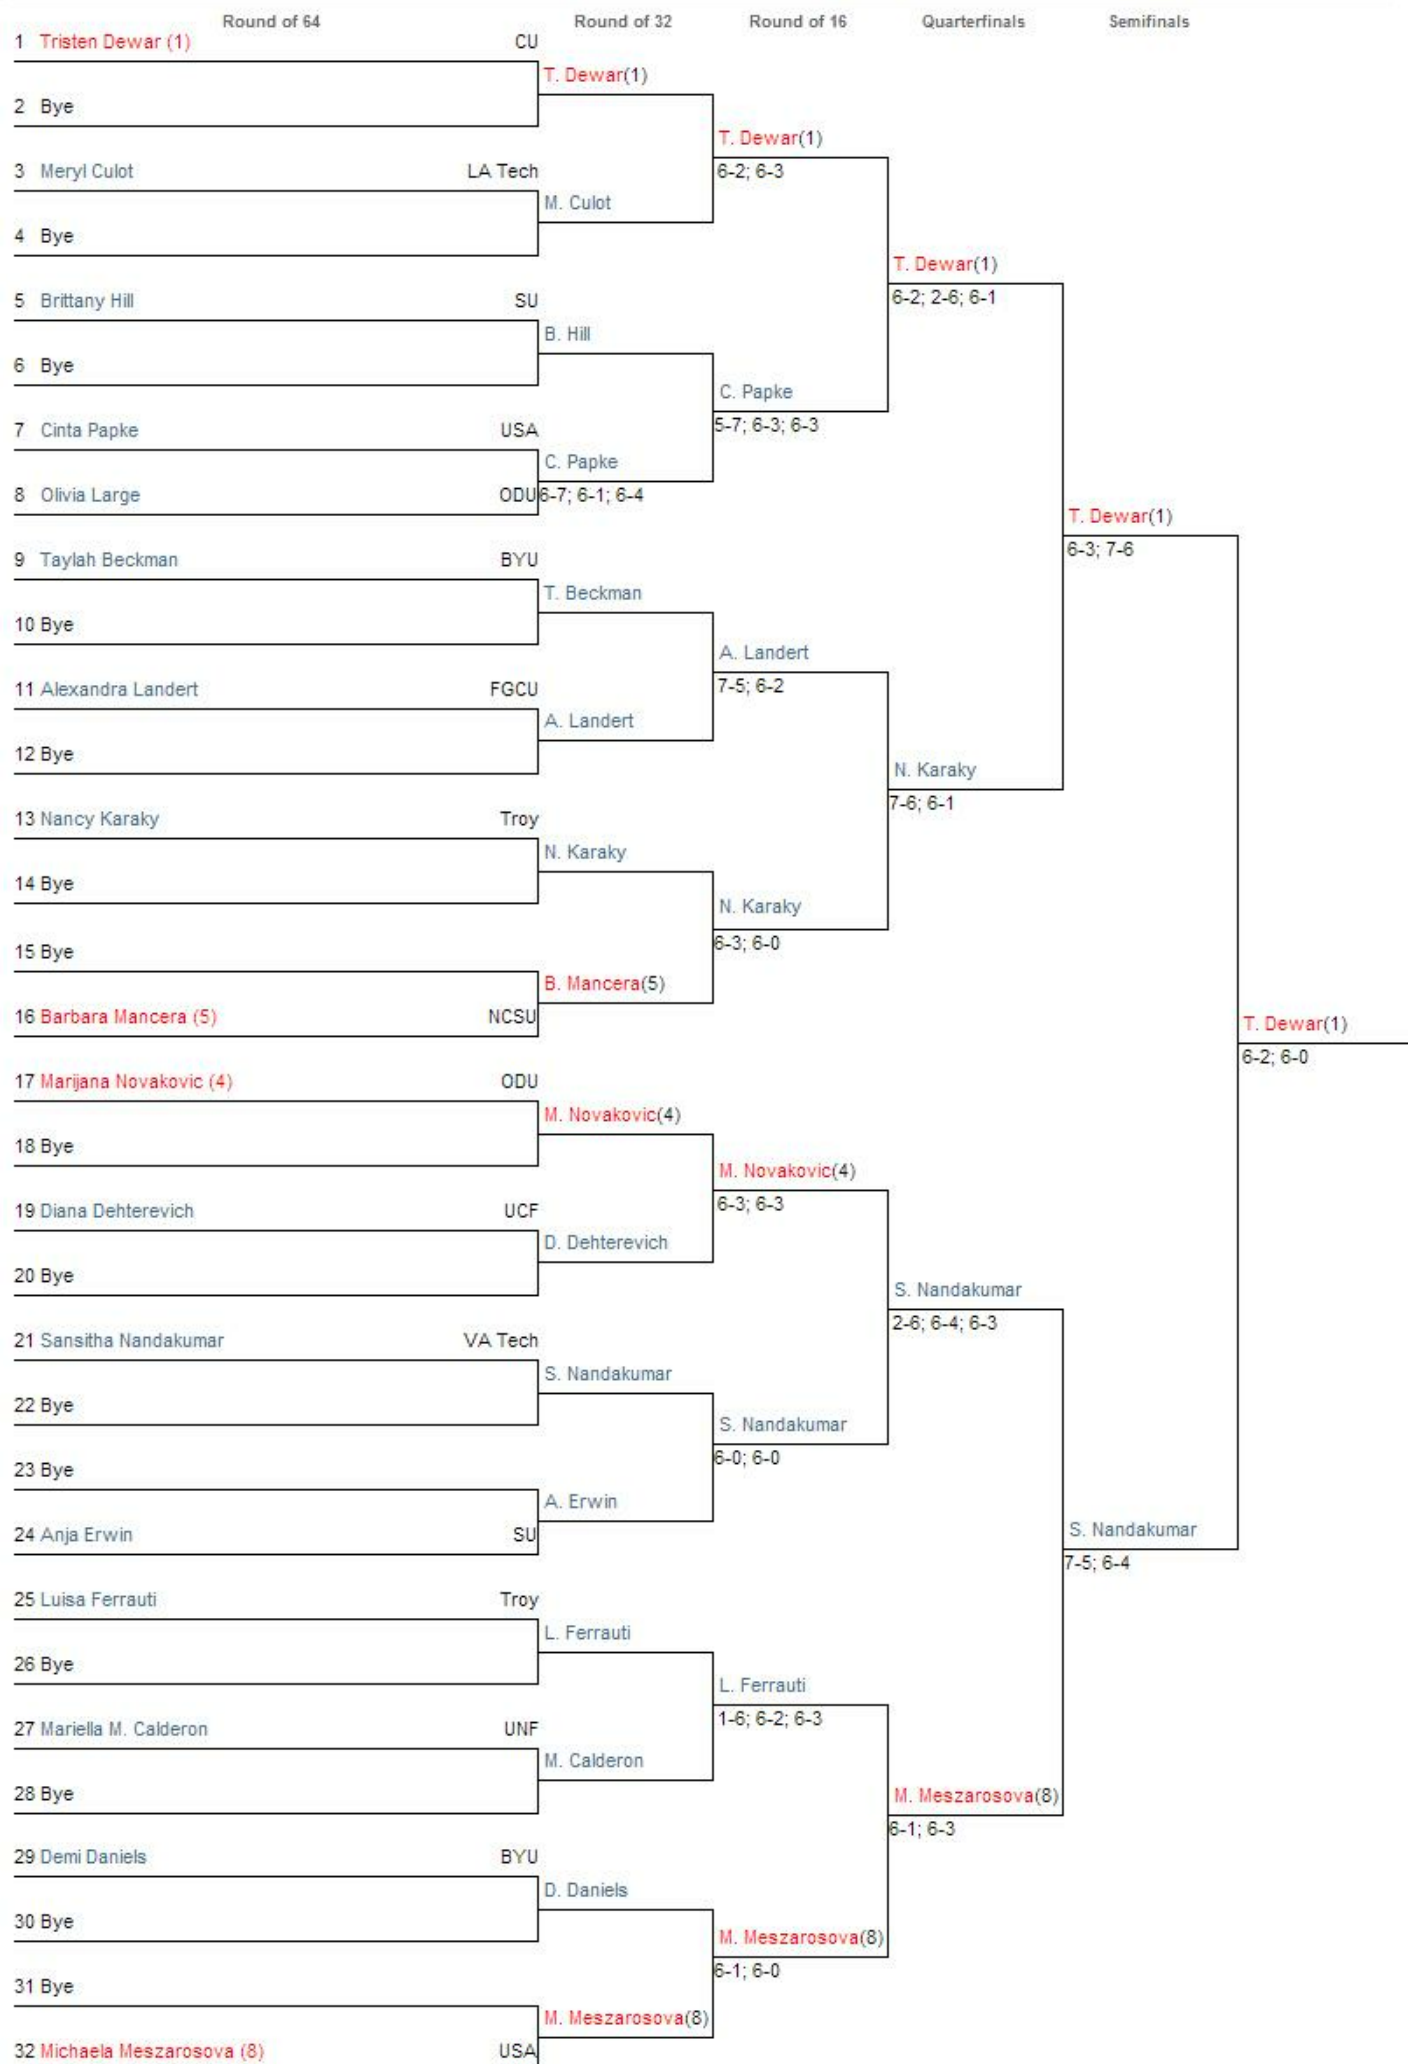 Round of 64 Round of 32 Round of 16 Quarterfinals Semifinals
1 Tristen Dewar (1) CU
T. Dewar(1)
2 Bye
T. Dewar(1)
6-2; 6-3
3 Meryl Culot LA Tech
M. Culot
4 Bye
T. Dewar(1)
6-2; 2-6; 6-1
5 Brittany Hill SU
B. Hill
6 Bye
C. Papke
5-7; 6-3; 6-3
7 Cinta Papke USA
C. Papke
8 Olivia Large ODU 6-7; 6-1; 6-4
T. Dewar(1)
6-3; 7-6
9 Taylah Beckman BYU
T. Beckman
10 Bye
A. Landert
7-5; 6-2
11 Alexandra Landert FGCU
A. Landert
12 Bye
N. Karaky
7-6; 6-1
13 Nancy Karaky Troy
N. Karaky
14 Bye
N. Karaky
6-3; 6-0
15 Bye
B. Mancera(5)
16 Barbara Mancera (5) NCSU
T. Dewar(1)
6-2; 6-0
17 Marijana Novakovic (4) ODU
M. Novakovic(4)
18 Bye
M. Novakovic(4)
6-3; 6-3
19 Diana Dehterevich UCF
D. Dehterevich
20 Bye
S. Nandakumar
2-6; 6-4; 6-3
21 Sansitha Nandakumar VA Tech
S. Nandakumar
22 Bye
S. Nandakumar
6-0; 6-0
23 Bye
A. Erwin
24 Anja Erwin SU
S. Nandakumar
7-5; 6-4
25 Luisa Ferrauti Troy
L. Ferrauti
26 Bye
L. Ferrauti
1-6; 6-2; 6-3
27 Mariella M. Calderon UNF
M. Calderon
28 Bye
M. Meszarosova(8)
6-1; 6-3
29 Demi Daniels BYU
D. Daniels
30 Bye
M. Meszarosova(8)
6-1; 6-0
31 Bye
M. Meszarosova(8)
32 Michaela Meszarosova (8) USA